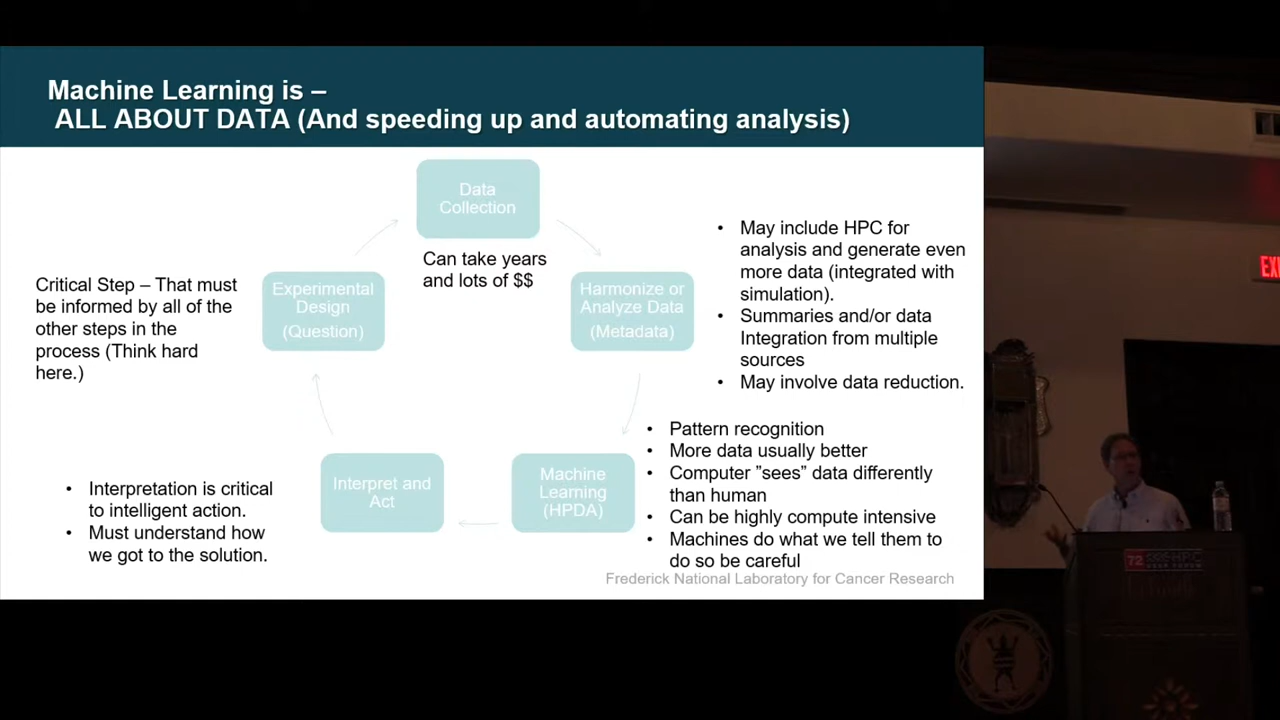 Machine Learning is –
ALL ABOUT DATA (And speeding up and automating analysis)
Data
Collection
Can take years
and lots of $$
Experimental
Design
(Question)
Critical Step – That must
be informed by all of the
other steps in the
process (Think hard
here.)
Harmonize or
Analyze Data
(Metadata)
• May include HPC for
analysis and generate even
more data (integrated with
simulation).
• Summaries and/or data
Integration from multiple
sources
• May involve data reduction.
Machine
Learning
(HPDA)
• Pattern recognition
• More data usually better
• Computer ”sees” data differently
than human
• Can be highly compute intensive
• Machines do what we tell them to
do so be careful
Interpret and
Act
• Interpretation is critical
to intelligent action.
• Must understand how
we got to the solution.
Frederick National Laboratory for Cancer Research
72
HPC
USER FORUM